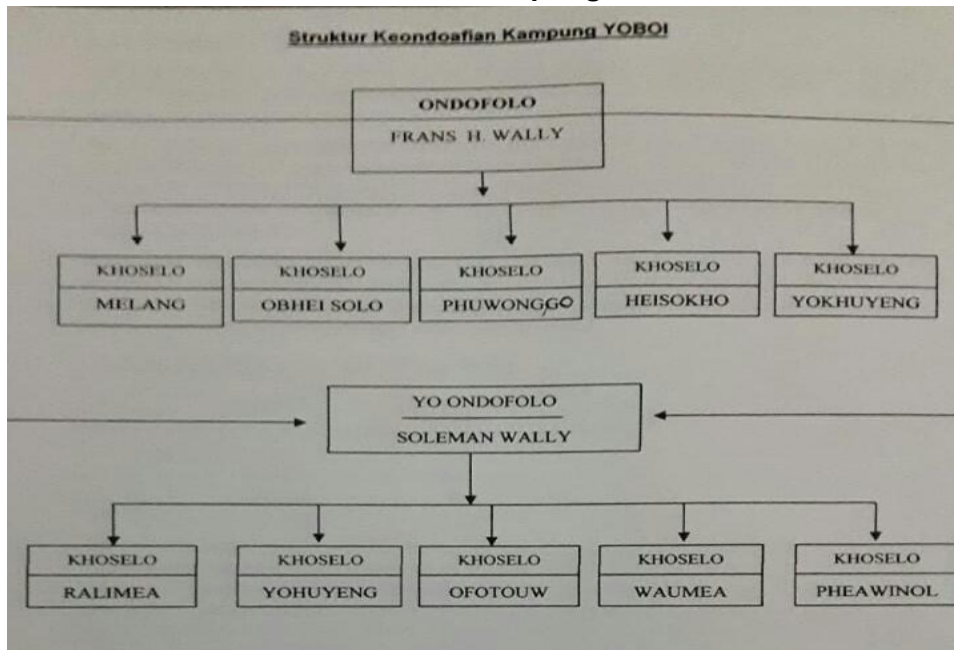 Struktur Keondoafian Kampung YOBOI
ONDOFOLO
FRANS H. WALLY
KHOSELO
MELANG
KHOSELO
OBHEI SOLO
KHOSELO
PHUWONGGO
KHOSELO
HEISOKHO
KHOSELO
YOKHUYENG
YO ONDOFOLO
SOLEMAN WALLY
KHOSELO
RALIMEA
KHOSELO
YOHUYENG
KHOSELO
OFOTOUW
KHOSELO
WAUMEA
KHOSELO
PHEAWINOL